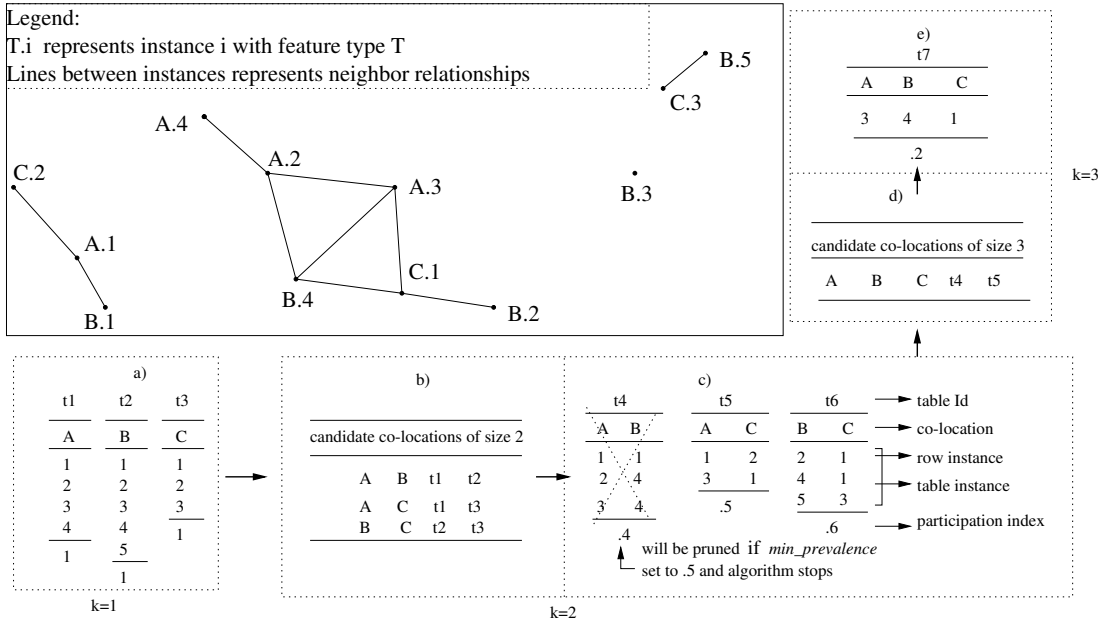 Legend:
T.i represents instance i with feature type T
Lines between instances represents neighbor relationships
B.5
C.3
A.4
A.2
C.2
A.3
B.3
A.1
C.1
B.4
B.2
B.1
e)
t7
A B C
3 4 1
.2
k=3
d)
candidate co-locations of size 3
A B C t4 t5
a)
t1 t2 t3
A B C
1 1 1
2 2 2
3 3 3
4 4 1
1 5
1
k=1
b)
candidate co-locations of size 2
A B t1 t2
A C t1 t3
B C t2 t3
c)
t4 t5 t6 table Id
A B A C B C co-location
1 1 1 2 2 1 row instance
2 4 3 1 4 1 table instance
3 4 .5 5 3
.4 .6 participation index
will be pruned if min_prevalence
set to .5 and algorithm stops
k=2